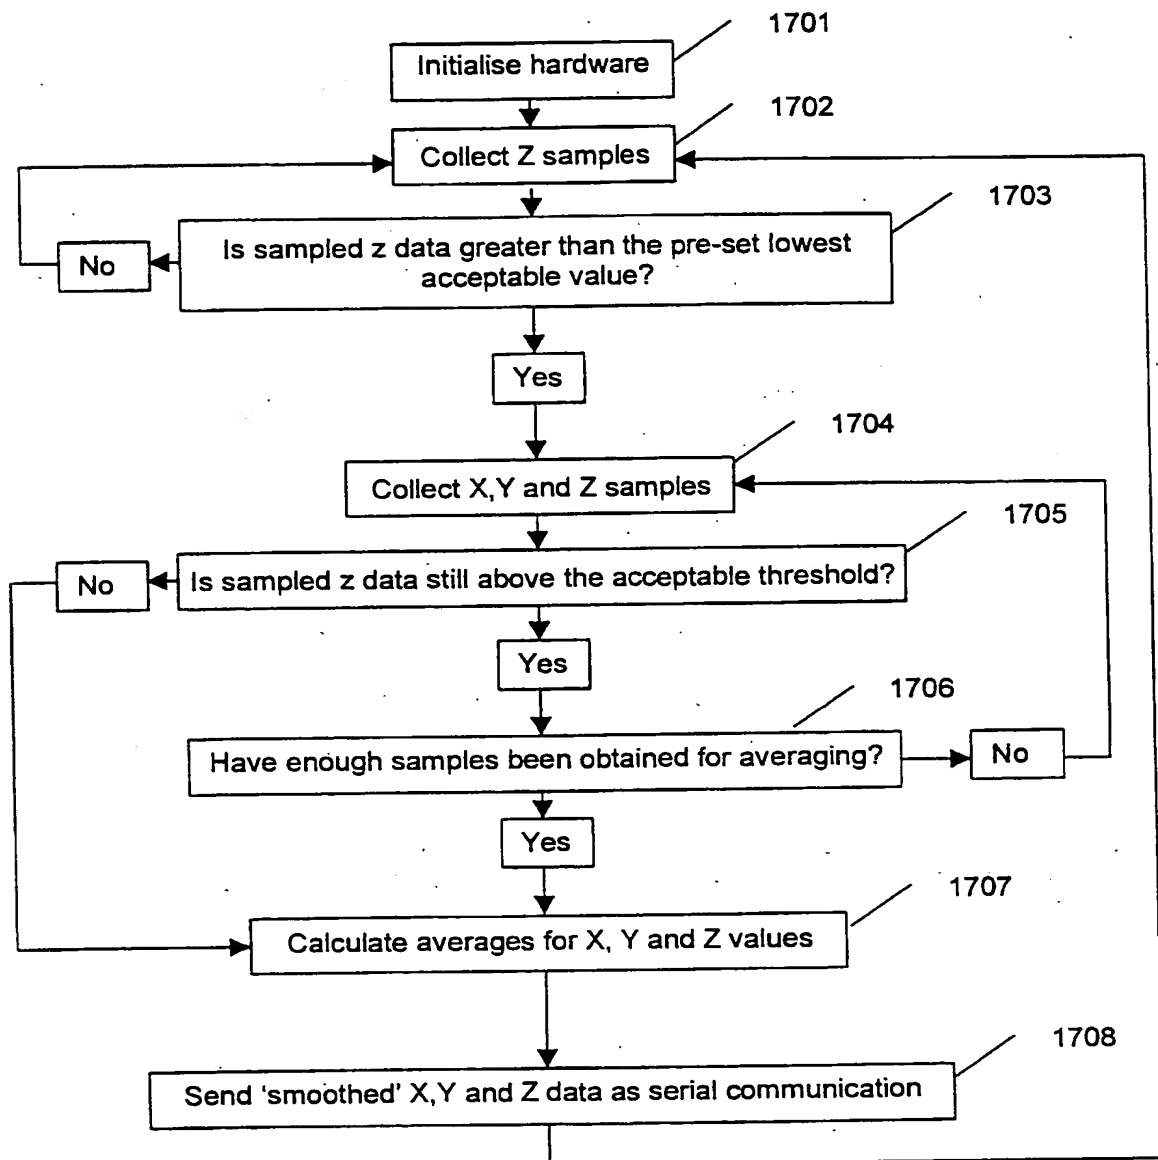 1701
Initialise hardware
1702
Collect Z samples
1703
Is sampled z data greater than the pre-set lowest
acceptable value?
No
Yes
1704
Collect X,Y and Z samples
1705
Is sampled z data still above the acceptable threshold?
No
Yes
1706
Have enough samples been obtained for averaging?
No
Yes
1707
Calculate averages for X, Y and Z values
1708
Send 'smoothed' X,Y and Z data as serial communication